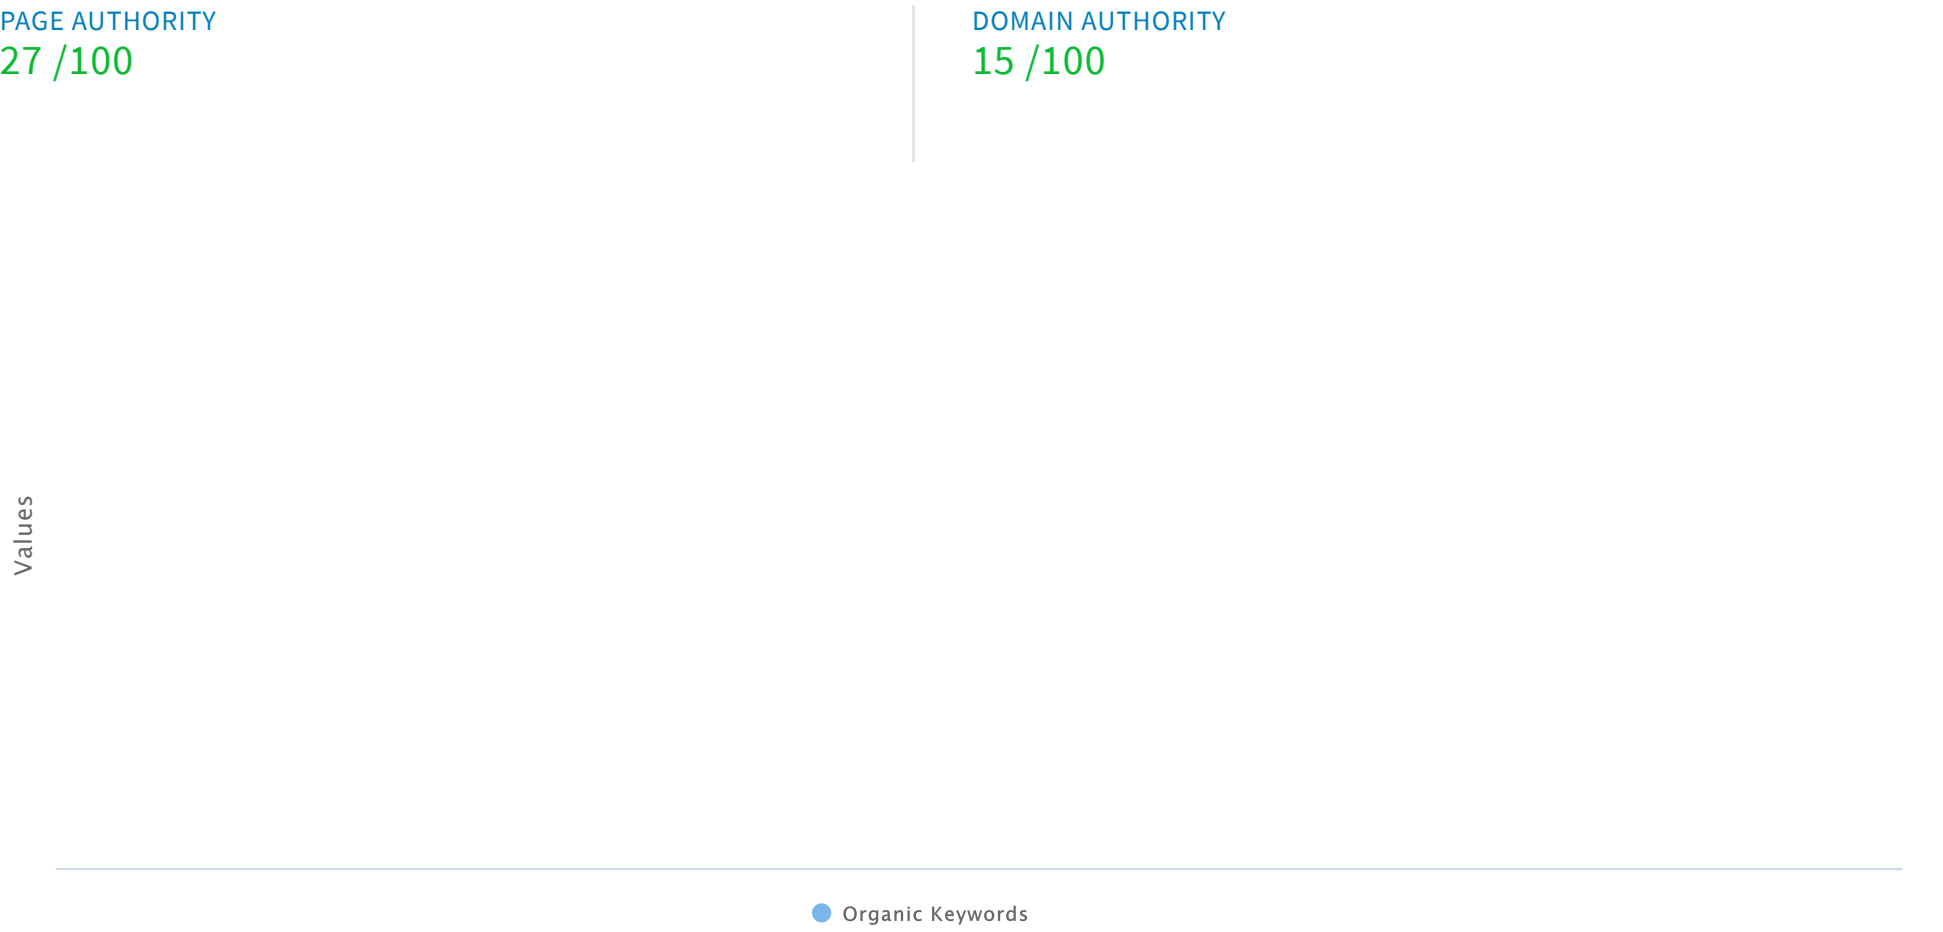 PAGE AUTHORITY
27 /100
DOMAIN AUTHORITY
15 /100
Values
Organic Keywords